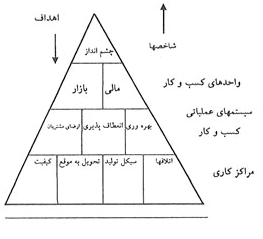 اهداف
شاخصها
چشم انداز
مالی
بازار
واحدهای کسب و کار
سیستمهای عملیاتی
کسب و کار
بهره وری
انعطاف پذیری
ارضای مشتریان
اتلافها
سیکل تولید
تحویل به موقع
کیفیت
مراکز کاری